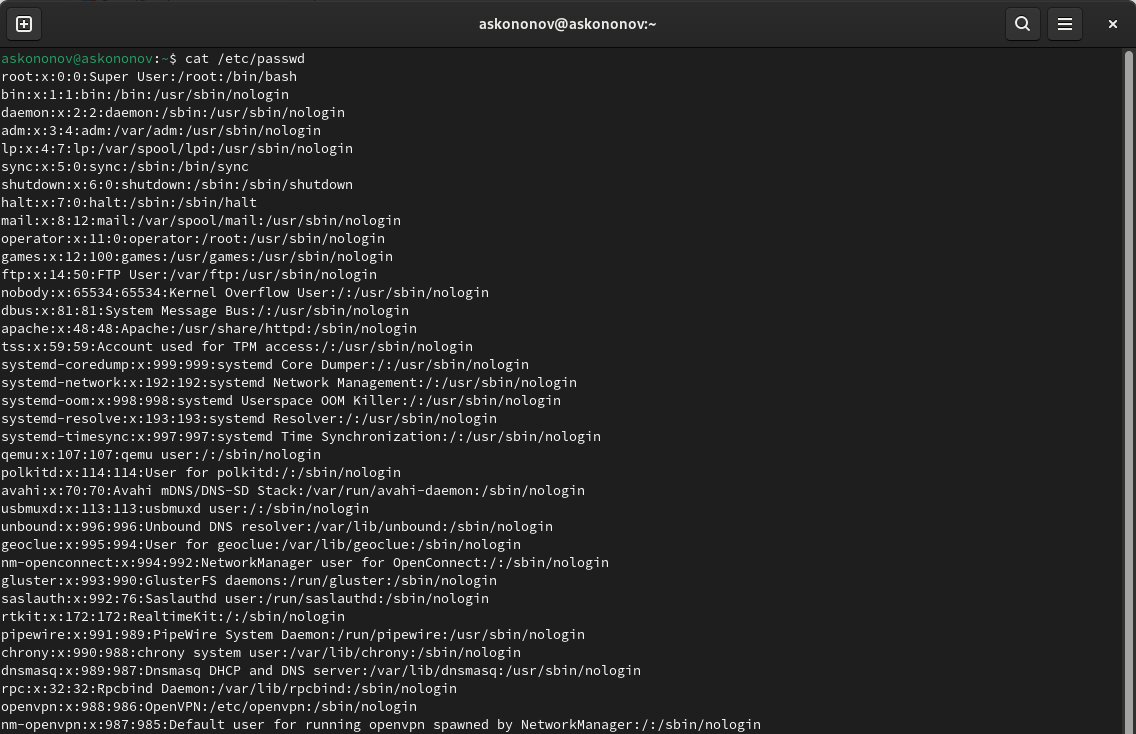 askononov@askononov:~
askononov@askononov:~$ cat /etc/passwd
root:x:0:0:Super User:/root:/bin/bash
bin:x:1:1:bin:/bin:/usr/sbin/nologin
daemon:x:2:2:daemon:/sbin:/usr/sbin/nologin
adm:x:3:4:adm:/var/adm:/usr/sbin/nologin
lp:x:4:7:lp:/var/spool/lpd:/usr/sbin/nologin
sync:x:5:0:sync:/sbin:/bin/sync
shutdown:x:6:0:shutdown:/sbin:/sbin/shutdown
halt:x:7:0:halt:/sbin:/sbin/halt
mail:x:8:12:mail:/var/spool/mail:/usr/sbin/nologin
operator:x:11:0:operator:/root:/usr/sbin/nologin
games:x:12:100:games:/usr/games:/usr/sbin/nologin
ftp:x:14:50:FTP User:/var/ftp:/usr/sbin/nologin
nobody:x:65534:65534:Kernel Overflow User:/:/usr/sbin/nologin
dbus:x:81:81:System Message Bus:/:/usr/sbin/nologin
apache:x:48:48:Apache:/usr/share/httpd:/sbin/nologin
tss:x:59:59:Account used for TPM access:/:/usr/sbin/nologin
systemd-coredump:x:999:999:systemd Core Dumper:/:/usr/sbin/nologin
systemd-network:x:192:192:systemd Network Management:/:/usr/sbin/nologin
systemd-oom:x:998:998:systemd Userspace OOM Killer:/:/usr/sbin/nologin
systemd-resolve:x:193:193:systemd Resolver:/:/usr/sbin/nologin
systemd-timesync:x:997:997:systemd Time Synchronization:/:/usr/sbin/nologin
qemu:x:107:107:qemu user:/:/sbin/nologin
polkitd:x:114:114:User for polkitd:/:/sbin/nologin
avahi:x:70:70:Avahi mDNS/DNS-SD Stack:/var/run/avahi-daemon:/sbin/nologin
usbmuxd:x:113:113:usbmuxd user:/:/sbin/nologin
unbound:x:996:996:Unbound DNS resolver:/var/lib/unbound:/sbin/nologin
geoclue:x:995:994:User for geoclue:/var/lib/geoclue:/sbin/nologin
nm-openconnect:x:994:992:NetworkManager user for OpenConnect:/:/sbin/nologin
gluster:x:993:990:GlusterFS daemons:/run/gluster:/sbin/nologin
saslauth:x:992:76:Saslauthd user:/run/saslauthd:/sbin/nologin
rtkit:x:172:172:RealtimeKit:/:/sbin/nologin
pipewire:x:991:989:PipeWire System Daemon:/run/pipewire:/usr/sbin/nologin
chrony:x:990:988:chrony system user:/var/lib/chrony:/sbin/nologin
dnsmasq:x:989:987:Dnsmasq DHCP and DNS server:/var/lib/dnsmasq:/usr/sbin/nologin
rpc:x:32:32:Rpcbind Daemon:/var/lib/rpcbind:/sbin/nologin
openvpn:x:988:986:OpenVPN:/etc/openvpn:/sbin/nologin
nm-openvpn:x:987:985:Default user for running openvpn spawned by NetworkManager:/:/sbin/nologin